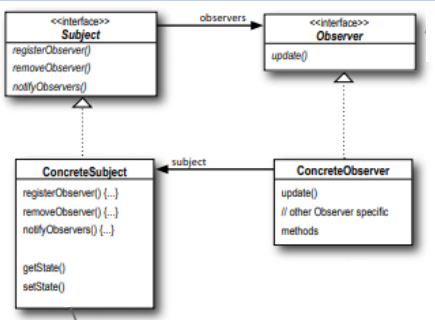 <<interface>>
Subject
registerObserver()
removeObserver()
notifyObservers()
observers
<<interface>>
Observer
update()
ConcreteSubject
registerObserver() {...}
removeObserver() {...}
notifyObservers() {...}
getState()
setState()
subject
ConcreteObserver
update()
// other Observer specific
methods